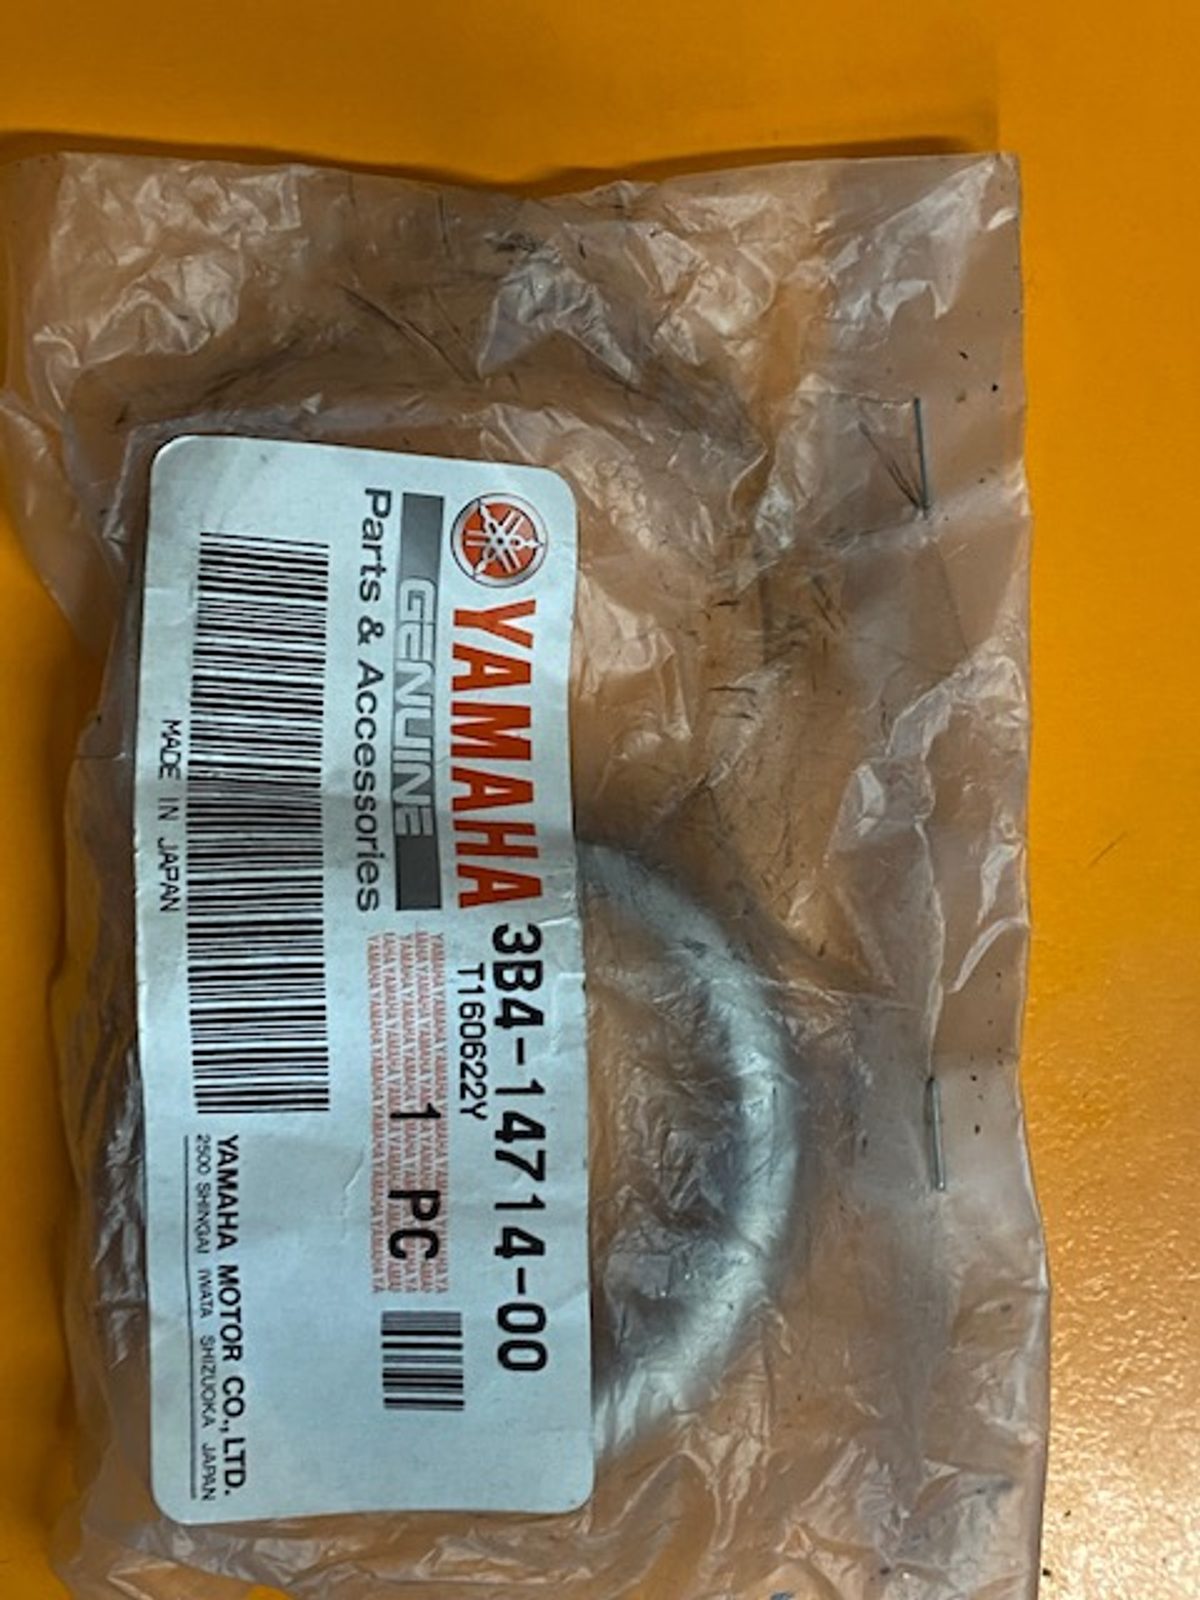 YAMAHA
GENUINE
Parts & Accessories
3B4-14714-00
T160622Y
1 PC
MADE IN JAPAN
YAMAHA MOTOR CO., LTD.
2500 SHINGAI IWATA SHIZUOKA JAPAN